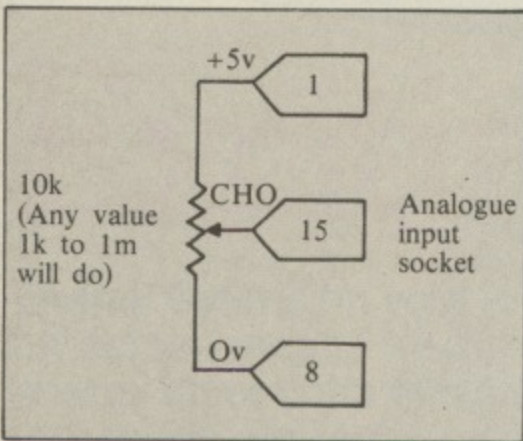 +5v
1
10k
(Any value
1k to 1m
will do)
CHO
15
Analogue
input
socket
Ov
8